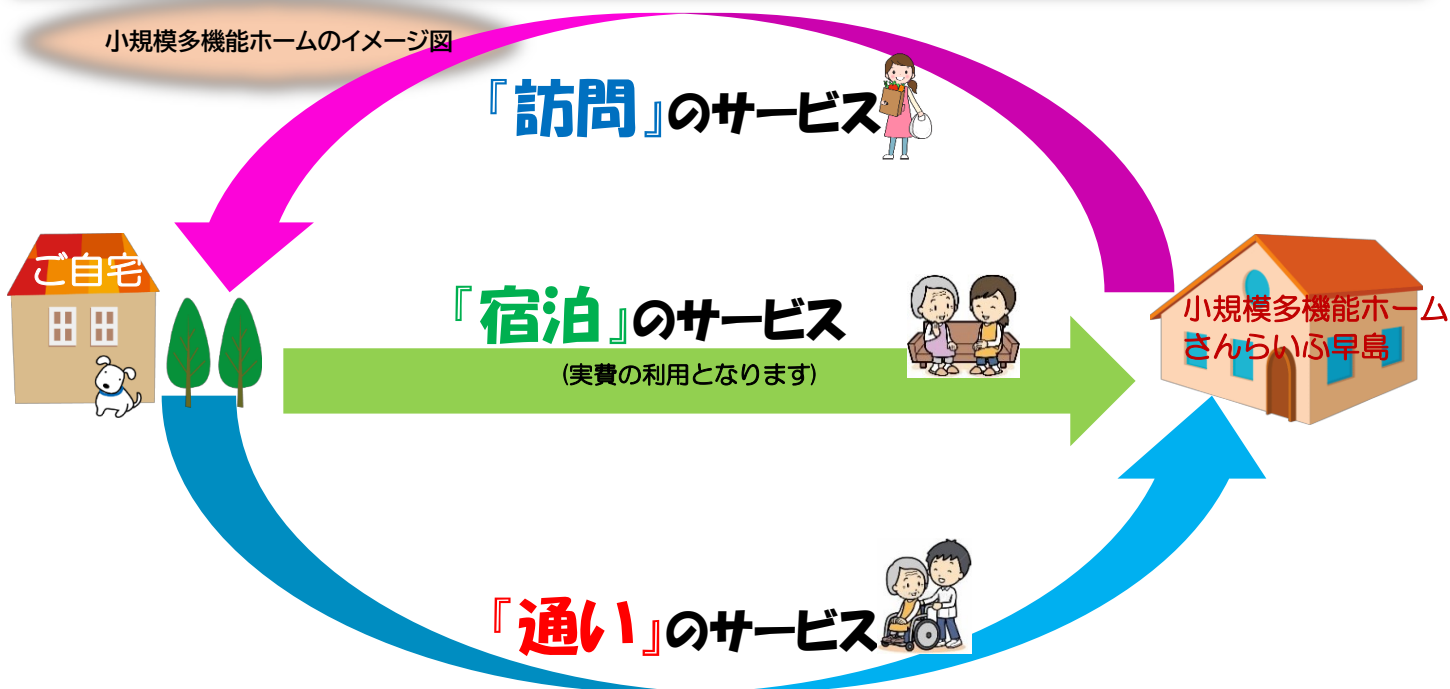 小規模多機能ホームのイメージ図
『訪問』のサービス
ご自宅
『宿泊』のサービス
(実費の利用となります)
小規模多機能ホーム
さんらいふ早島
『通い』のサービス